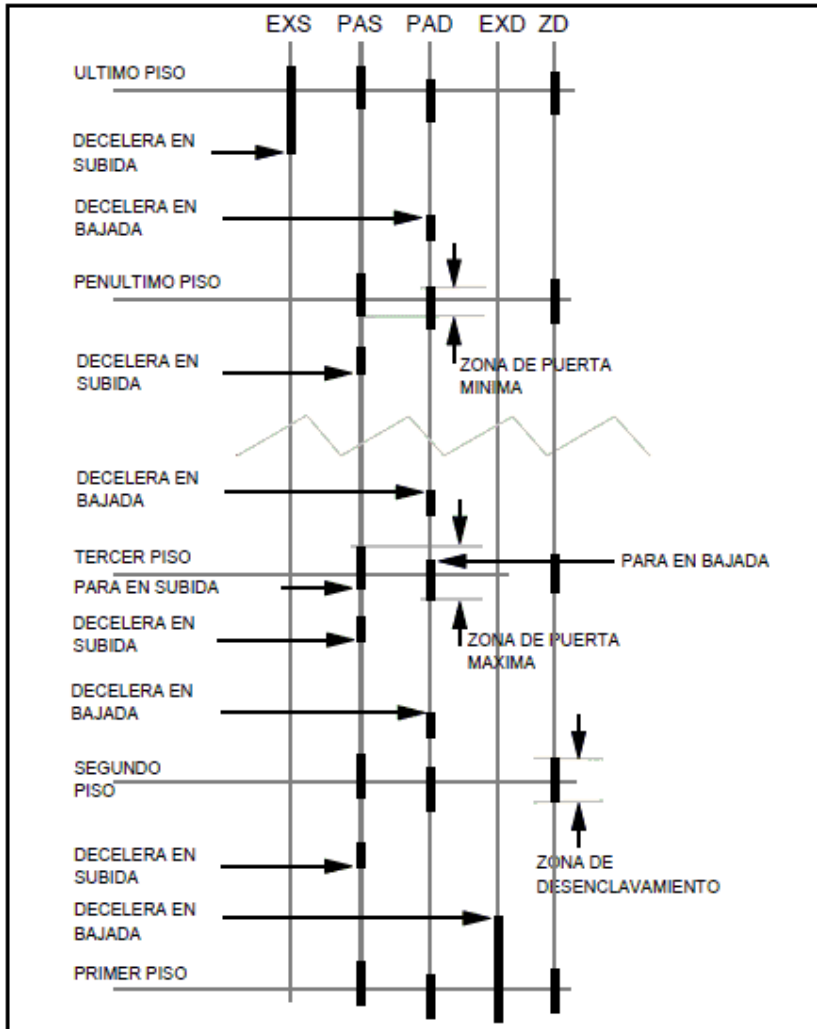 EXS PAS PAD EXD ZD
ULTIMO PISO
DECELERA EN
SUBIDA
DECELERA EN
BAJADA
PENULTIMO PISO
DECELERA EN
SUBIDA
ZONA DE PUERTA
MINIMA
DECELERA EN
BAJADA
TERCER PISO
PARA EN BAJADA
PARA EN SUBIDA
DECELERA EN
SUBIDA
ZONA DE PUERTA
MAXIMA
DECELERA EN
BAJADA
SEGUNDO
PISO
DECELERA EN
SUBIDA
ZONA DE
DESENCLAVAMIENTO
DECELERA EN
BAJADA
PRIMER PISO